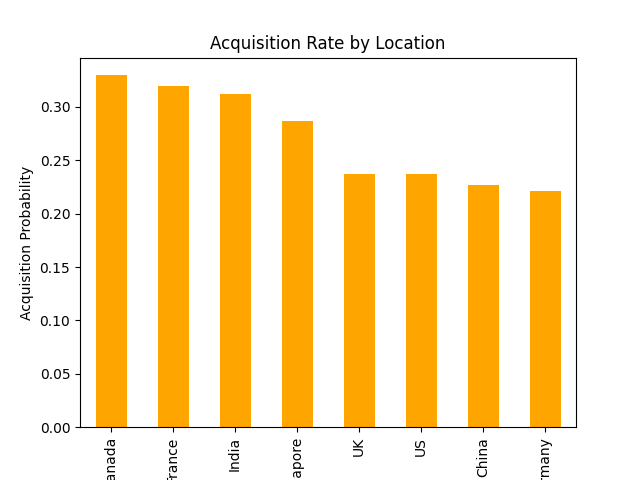 Acquisition Rate by Location
Acquisition Probability
0.30
0.25
0.20
0.15
0.10
0.05
0.00
anada
rance
India
apore
UK
US
China
rmany